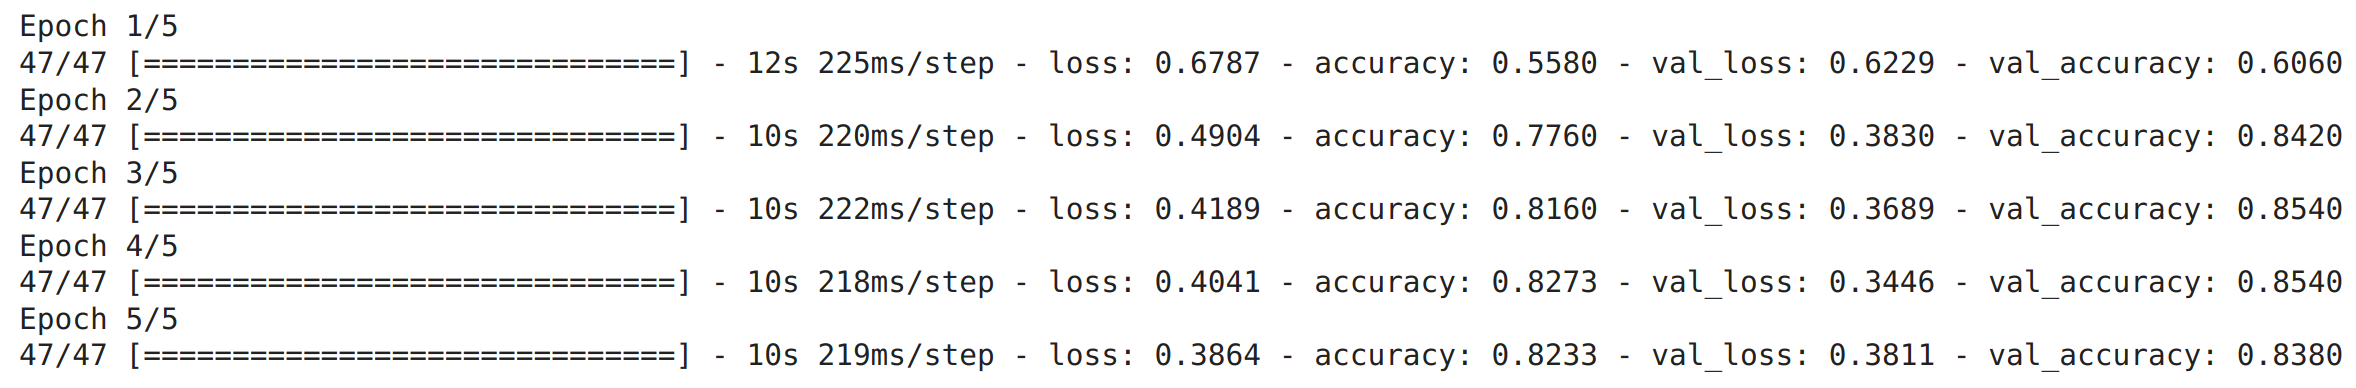 Epoch 1/5
47/47 [==============================] - 12s 225ms/step - loss: 0.6787 - accuracy: 0.5580 - val_loss: 0.6229 - val_accuracy: 0.6060
Epoch 2/5
47/47 [==============================] - 10s 220ms/step - loss: 0.4904 - accuracy: 0.7760 - val_loss: 0.3830 - val_accuracy: 0.8420
Epoch 3/5
47/47 [==============================] - 10s 222ms/step - loss: 0.4189 - accuracy: 0.8160 - val_loss: 0.3689 - val_accuracy: 0.8540
Epoch 4/5
47/47 [==============================] - 10s 218ms/step - loss: 0.4041 - accuracy: 0.8273 - val_loss: 0.3446 - val_accuracy: 0.8540
Epoch 5/5
47/47 [==============================] - 10s 219ms/step - loss: 0.3864 - accuracy: 0.8233 - val_loss: 0.3811 - val_accuracy: 0.8380